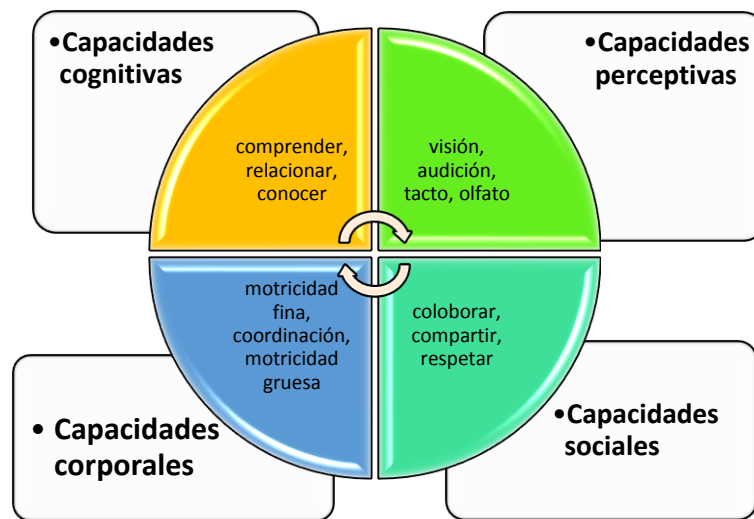 •Capacidades
cognitivas
•Capacidades
perceptivas
comprender,
relacionar,
conocer
visión,
audición,
tacto, olfato
motricidad
fina,
coordinación,
motricidad
gruesa
coloborar,
compartir,
respetar
• Capacidades
corporales
•Capacidades
sociales